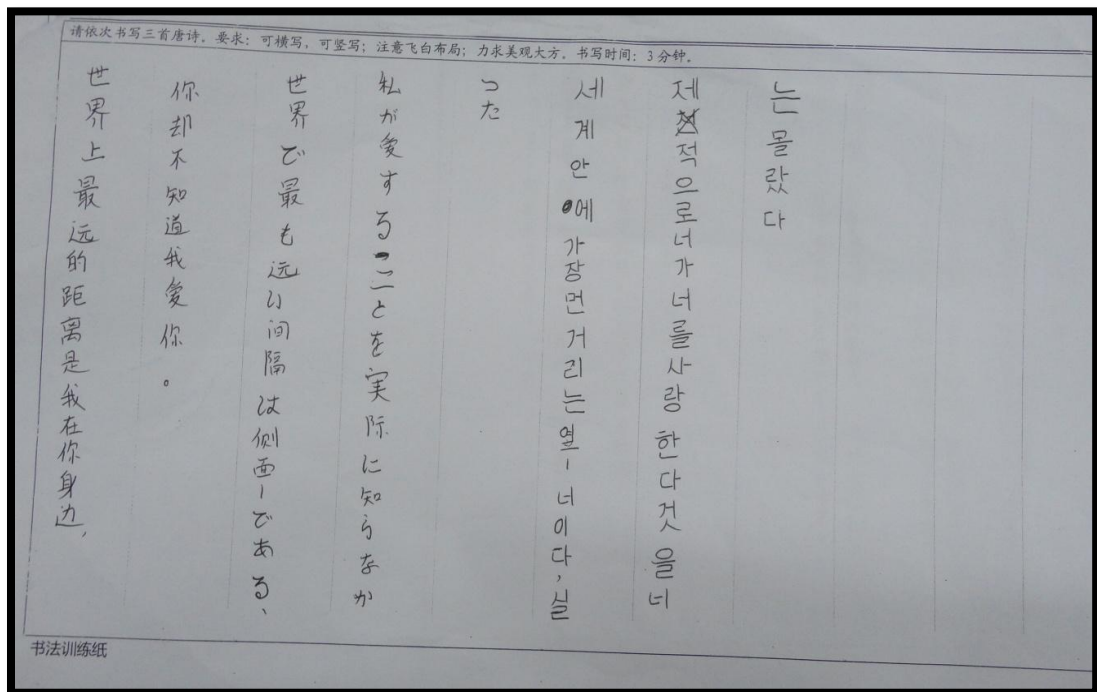 请依次书写三首唐诗。要求：可横写，可竖写；注意飞白布局；力求美观大方。书写时间：3分钟。
世界上最远的距离是我在你身边,
你却不知道我爱你。
世界で最も远い间隔は侧面ーである、
私が愛することを実际に知らなか
った
세계안에가장먼거리는옆ー너이다,실
제적으로너가너를사랑한다것을너
는몰랐다
书法训练纸